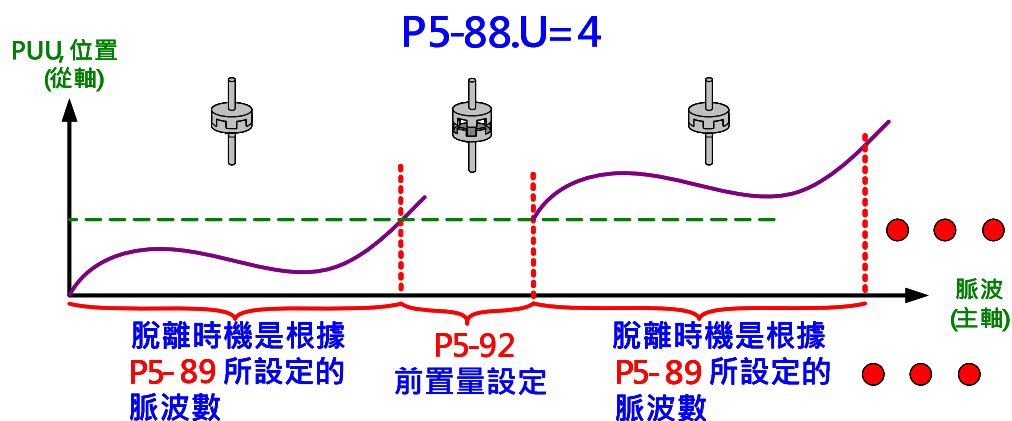 P5-88.U=4
PUU,位置
(從軸)
脫離時機是根據
P5-89 所設定的
脈波數
P5-92
前置量設定
脫離時機是根據
P5-89 所設定的
脈波數
脈波
(主軸)